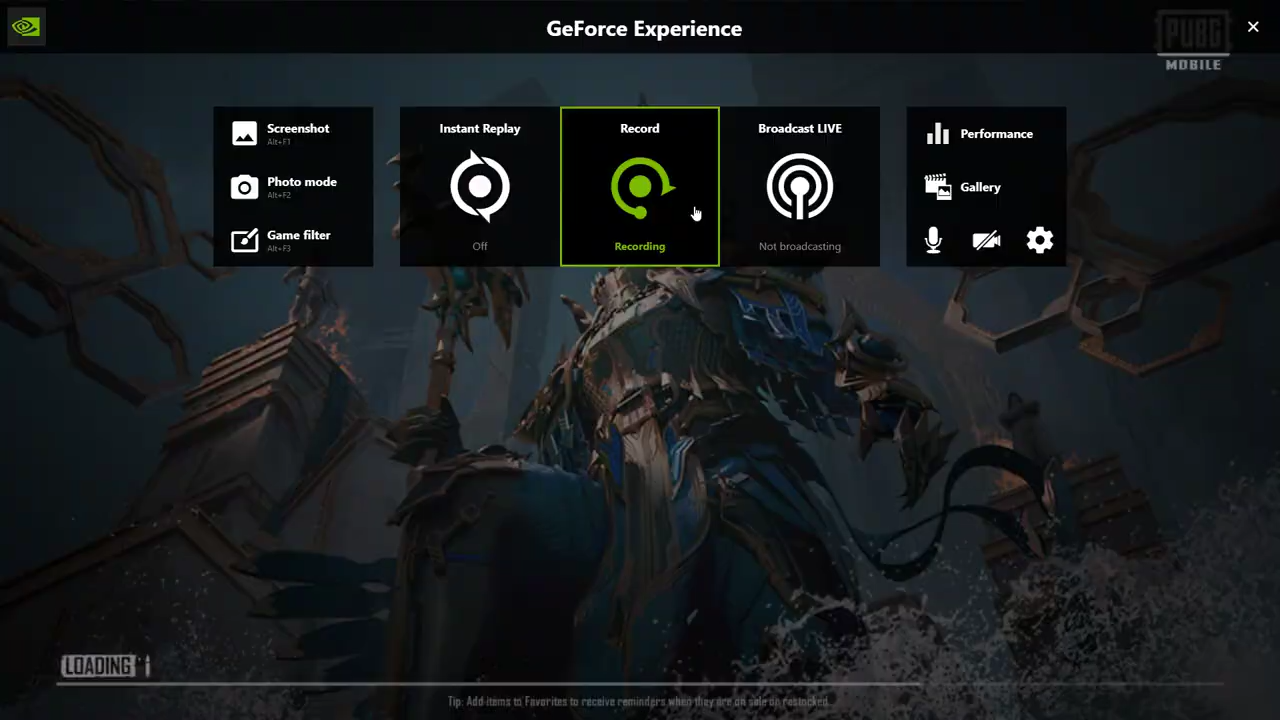 GeForce Experience
PUBG
MOBILE
Screenshot
Alt+F1
Photo mode
Alt+F2
Game filter
Alt+F3
Instant Replay
Off
Record
Recording
Broadcast LIVE
Not broadcasting
Performance
Gallery
LOADING
Tip: Add items to Favorites to receive reminders when they are on sale or restocked.